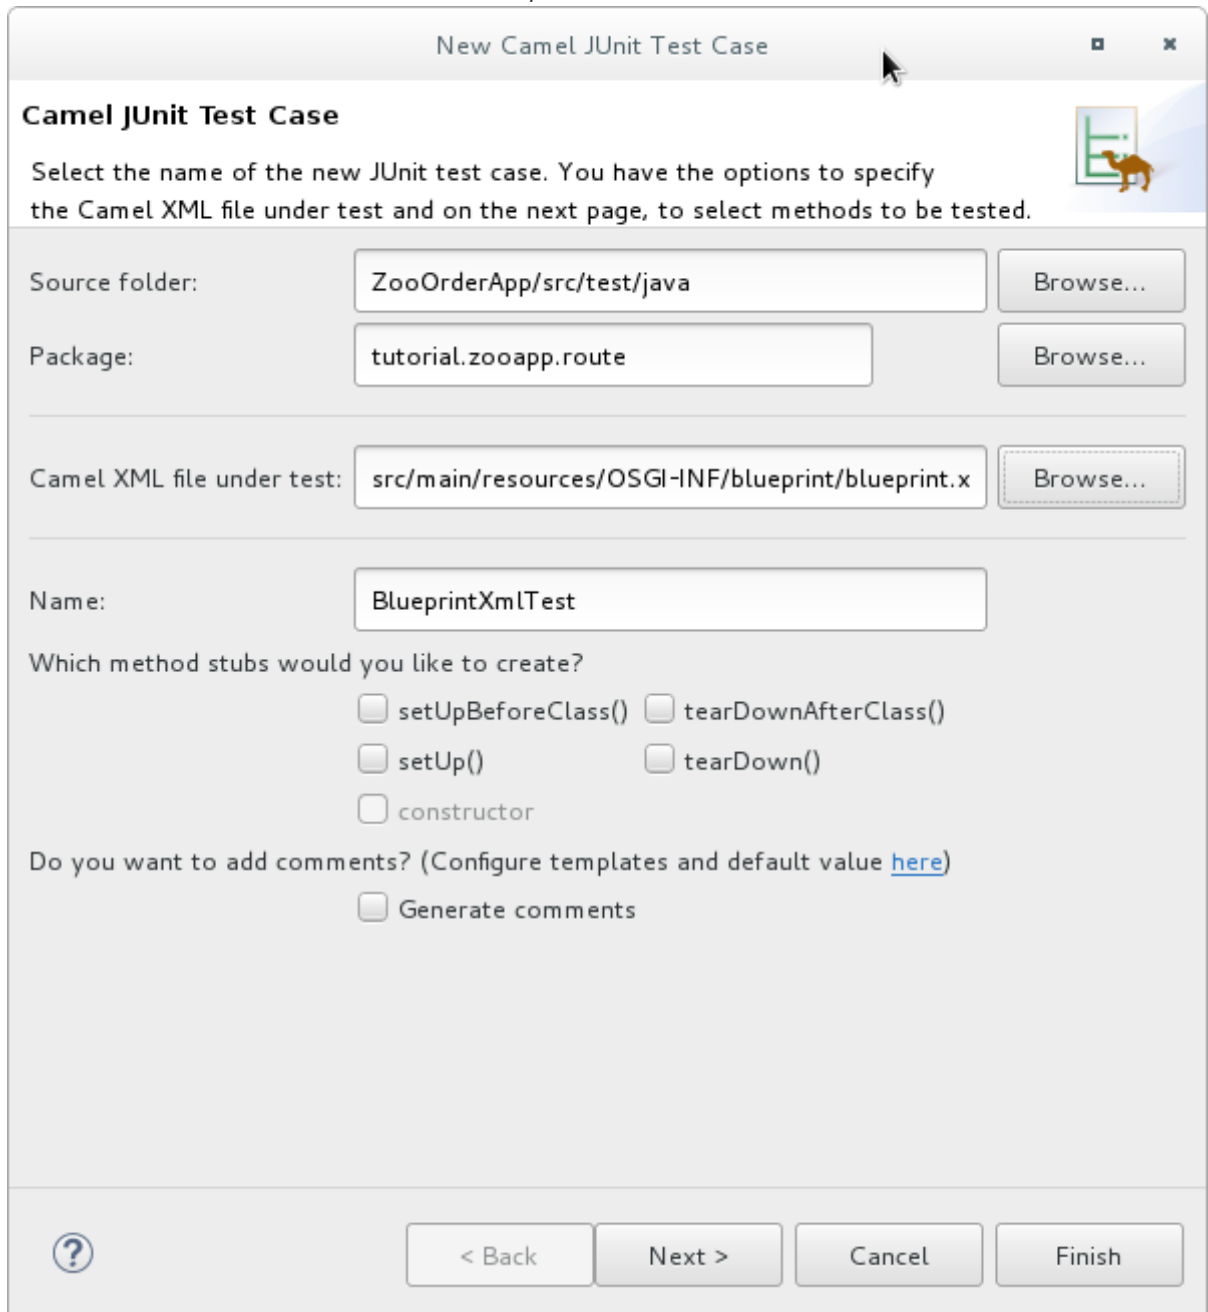 New Camel JUnit Test Case
Camel JUnit Test Case
Select the name of the new JUnit test case. You have the options to specify
the Camel XML file under test and on the next page, to select methods to be tested.
Source folder: ZooOrderApp/src/test/java Browse...
Package: tutorial.zooapp.route Browse...
Camel XML file under test: src/main/resources/OSGI-INF/blueprint/blueprint.x Browse...
Name: BlueprintXmlTest
Which method stubs would you like to create?
setUpBeforeClass() tearDownAfterClass()
setUp() tearDown()
constructor
Do you want to add comments? (Configure templates and default value here)
Generate comments
? < Back Next > Cancel Finish